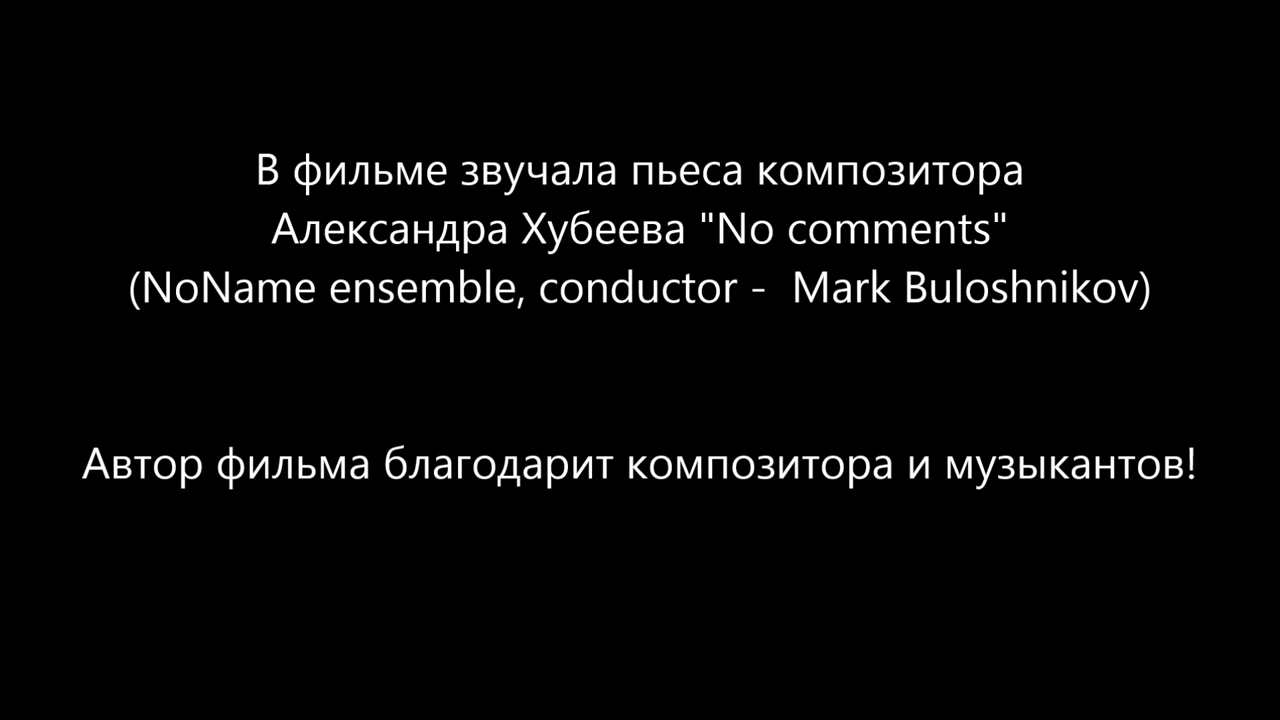 В фильме звучала пьеса композитора
Александра Хубеева "No comments"
(NoName ensemble, conductor -  Mark Buloshnikov)
Автор фильма благодарит композитора и музыкантов!